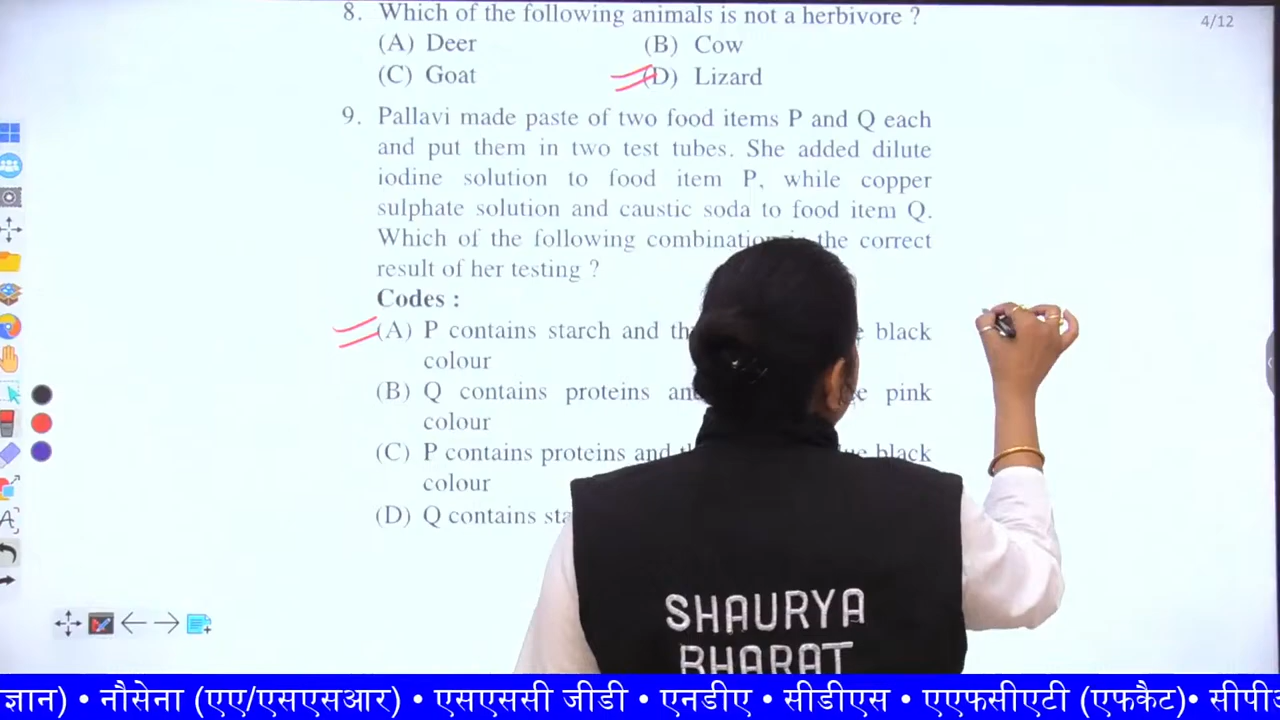 8. Which of the following animals is not a herbivore ?
4/12
(A) Deer (B) Cow
(C) Goat (D) Lizard
9. Pallavi made paste of two food items P and Q each
and put them in two test tubes. She added dilute
iodine solution to food item P, while copper
sulphate solution and caustic soda to food item Q.
Which of the following combination the correct
result of her testing ?
Codes :
(A) P contains starch and black
colour
(B) Q contains proteins pink
colour
(C) P contains proteins and black
colour
(D) Q contains
SHAURYA
BHARAT
ज्ञान) • नौसेना (एए/एसएसआर) • एसएससी जीडी • एनडीए • सीडीएस • एएफसीएटी (एफकैट)•